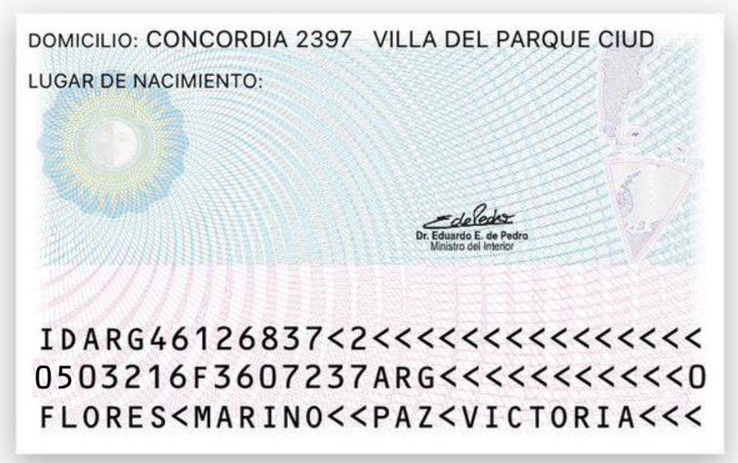 DOMICILIO: CONCORDIA 2397 VILLA DEL PARQUE CIUD
LUGAR DE NACIMIENTO:
EdePedro
Dr. Eduardo E. de Pedro
Ministro del Interior
IDARG46126837<2<<<<<<<<<<<<<<<
0503216F3607237ARG<<<<<<<<<<<0
FLORES<MARINO<<PAZ<VICTORIA<<<